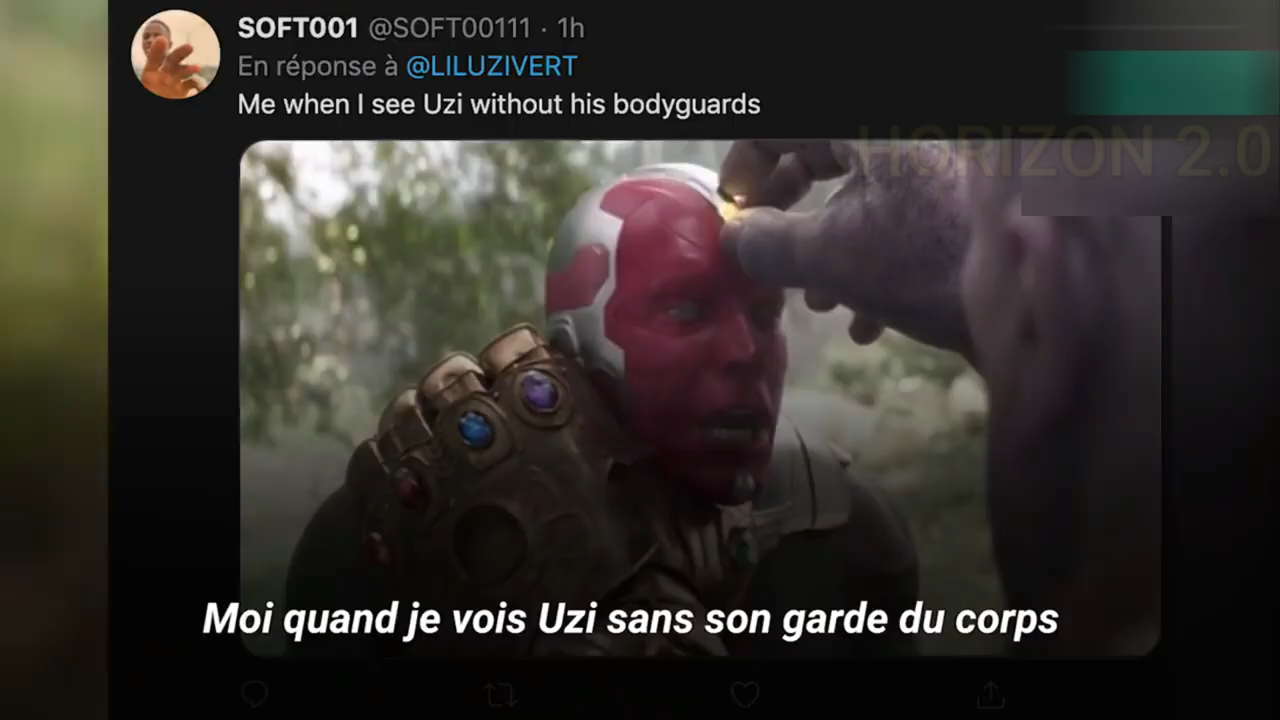 SOFT001 @SOFT00111 · 1h
En réponse à @LILUZIVERT
Me when I see Uzi without his bodyguards
HORIZON 2.0
Moi quand je vois Uzi sans son garde du corps